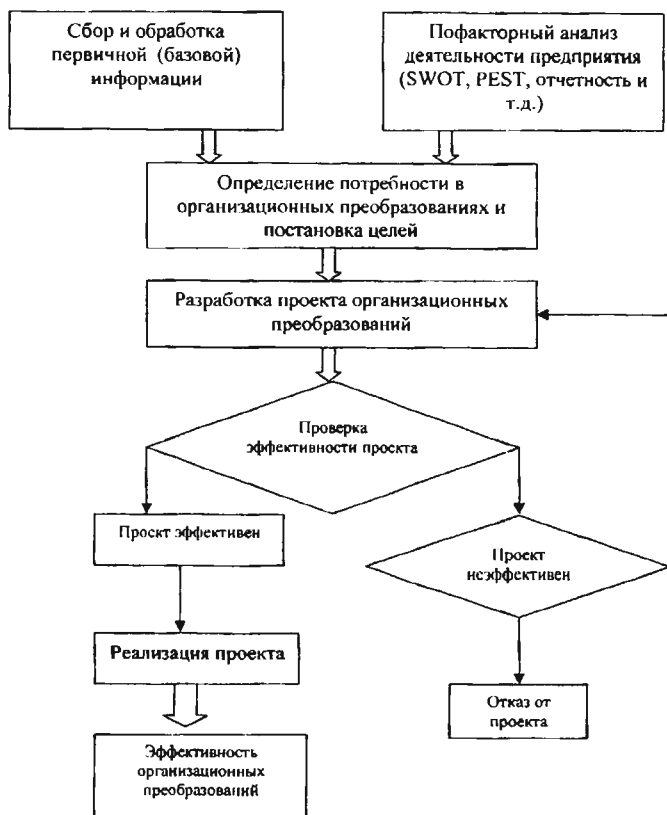 Сбор и обработка
первичной (базовой)
информации
Пофакторный анализ
деятельности предприятия
(SWOT, PEST, отчетность и
т.д.)
Определение потребности в
организационных преобразованиях и
постановка целей
Разработка проекта организационных
преобразований
Проверка
эффективности проекта
Проект эффективен
Проект
неэффективен
Реализация проекта
Отказ от
проекта
Эффективность
организационных
преобразований